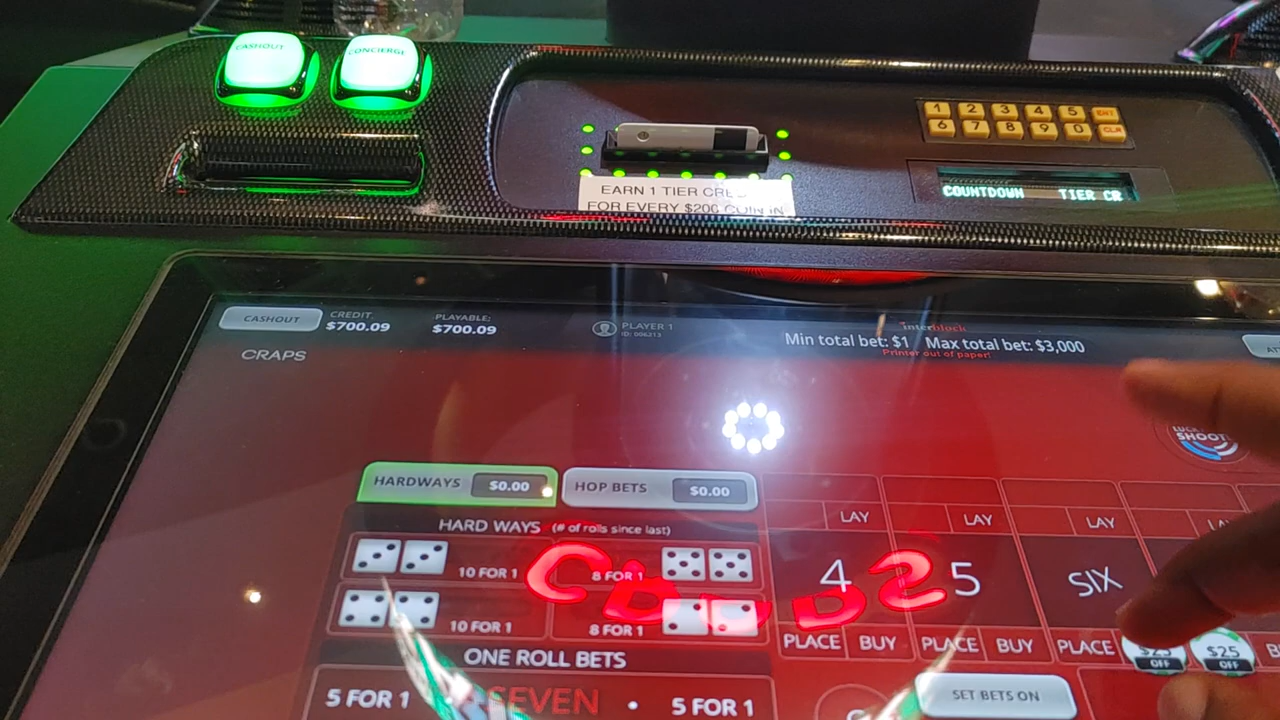 CASHOUT CONCIERGE
1 2 3 4 5 ENT
6 7 8 9 0 CLR
EARN 1 TIER CRE
FOR EVERY $200 COIN IN
COUNTDOWN TIER CR
CASHOUT
CREDIT:
$700.09
PLAYABLE:
$700.09
PLAYER 1
ID: 006213
interblock
Min total bet: $1 Max total bet: $3,000
Printer out of paper!
CRAPS
SHOOT
HARDWAYS $0.00
HOP BETS $0.00
HARD WAYS (# of rolls since last)
10 FOR 1
8 FOR 1
10 FOR 1
8 FOR 1
LAY LAY LAY
4 5 SIX
PLACE BUY PLACE BUY PLACE
$25 OFF
$25 OFF
ONE ROLL BETS
5 FOR 1 SEVEN • 5 FOR 1
SET BETS ON